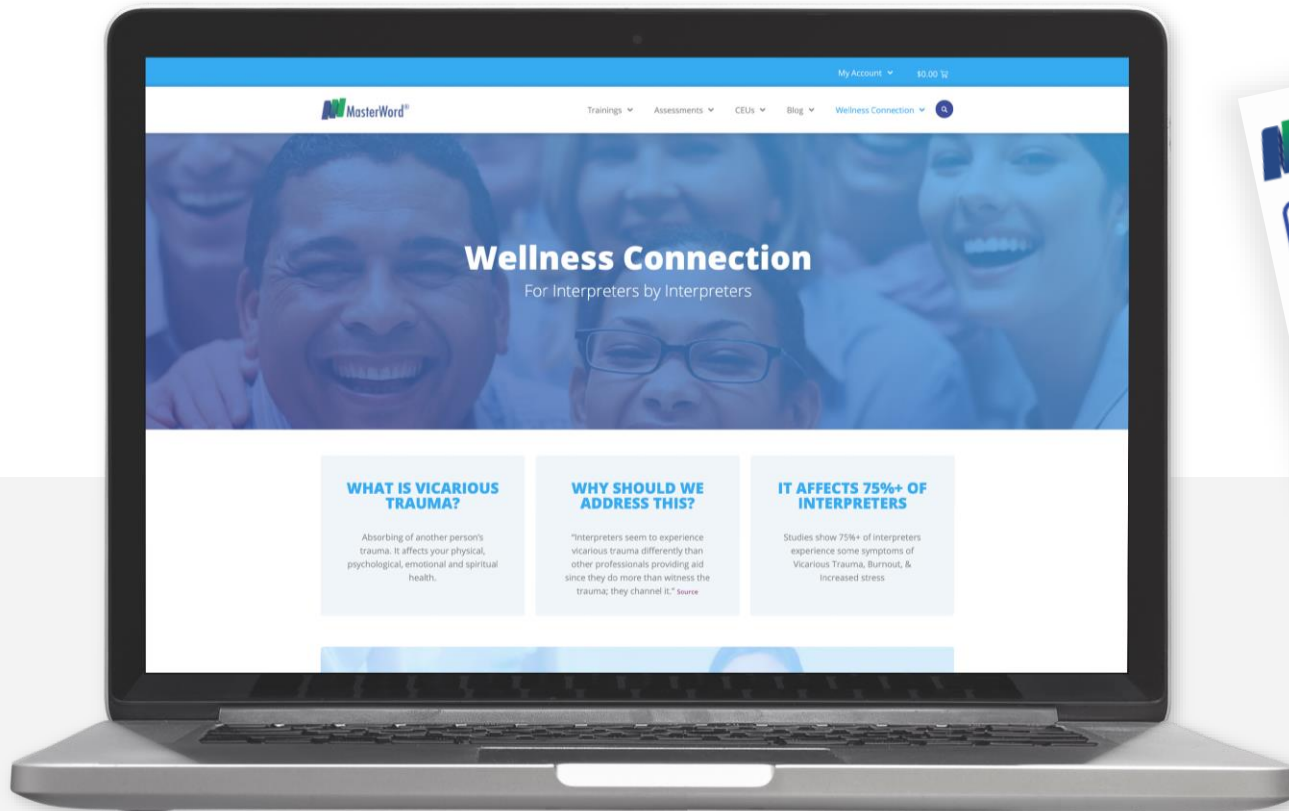 My Account $0.00
MasterWord®
Trainings Assessments CEUs Blog Wellness Connection
Wellness Connection
For Interpreters by Interpreters
WHAT IS VICARIOUS
TRAUMA?
Absorbing of another person's
trauma. It affects your physical,
psychological, emotional and spiritual
health.
WHY SHOULD WE
ADDRESS THIS?
"Interpreters seem to experience
vicarious trauma differently than
other professionals providing aid
since they do more than witness the
trauma; they channel it." Source
IT AFFECTS 75%+ OF
INTERPRETERS
Studies show 75%+ of interpreters
experience some symptoms of
Vicarious Trauma, Burnout, &
Increased stress